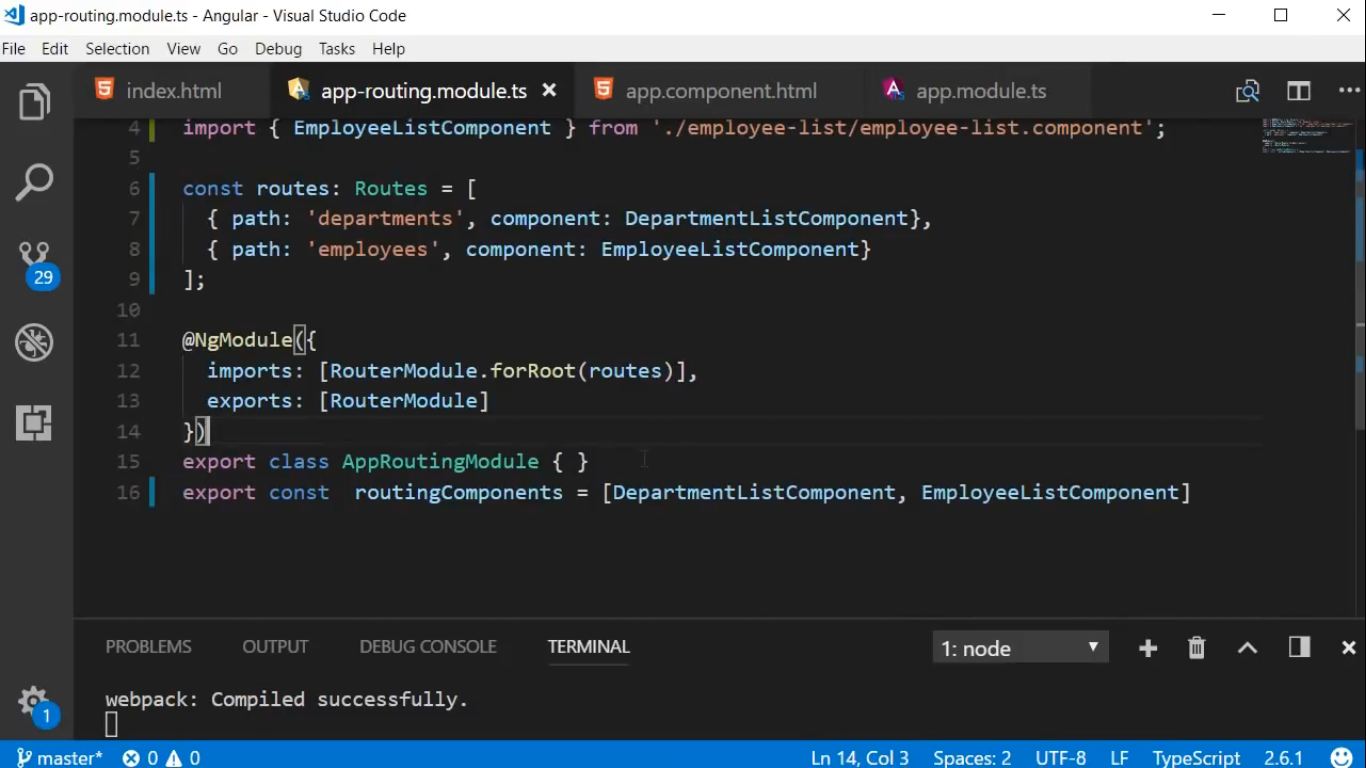 app-routing.module.ts - Angular - Visual Studio Code
File Edit Selection View Go Debug Tasks Help
index.html app-routing.module.ts app.component.html app.module.ts
4 import { EmployeeListComponent } from './employee-list/employee-list.component';
5
6 const routes: Routes = [
7 { path: 'departments', component: DepartmentListComponent},
8 { path: 'employees', component: EmployeeListComponent}
9 ];
10
11 @NgModule({
12 imports: [RouterModule.forRoot(routes)],
13 exports: [RouterModule]
14 })
15 export class AppRoutingModule { }
16 export const  routingComponents = [DepartmentListComponent, EmployeeListComponent]
29
PROBLEMS OUTPUT DEBUG CONSOLE TERMINAL 1: node
webpack: Compiled successfully.
1
master* 0 0 Ln 14, Col 3 Spaces: 2 UTF-8 LF TypeScript 2.6.1